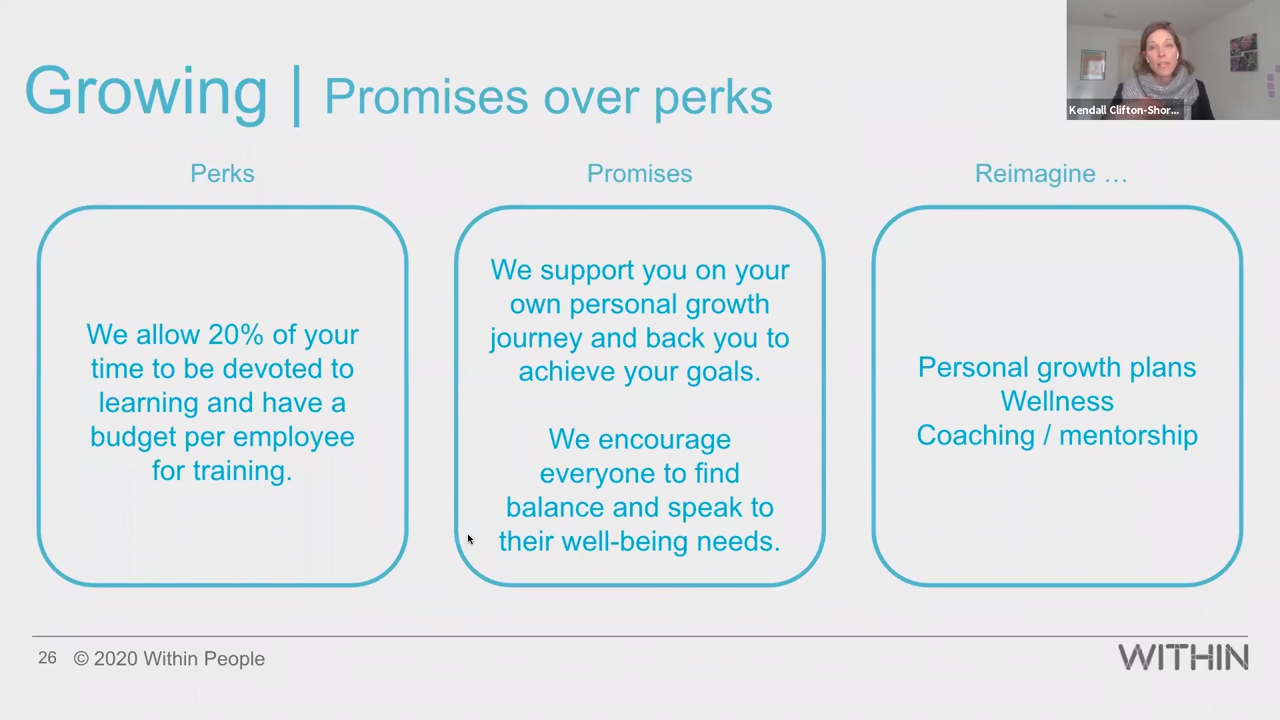 Growing | Promises over perks
Kendall Clifton-Shor...
Perks
Promises
Reimagine …
We allow 20% of your
time to be devoted to
learning and have a
budget per employee
for training.
We support you on your
own personal growth
journey and back you to
achieve your goals.
We encourage
everyone to find
balance and speak to
their well-being needs.
Personal growth plans
Wellness
Coaching / mentorship
26 © 2020 Within People
WITHIN